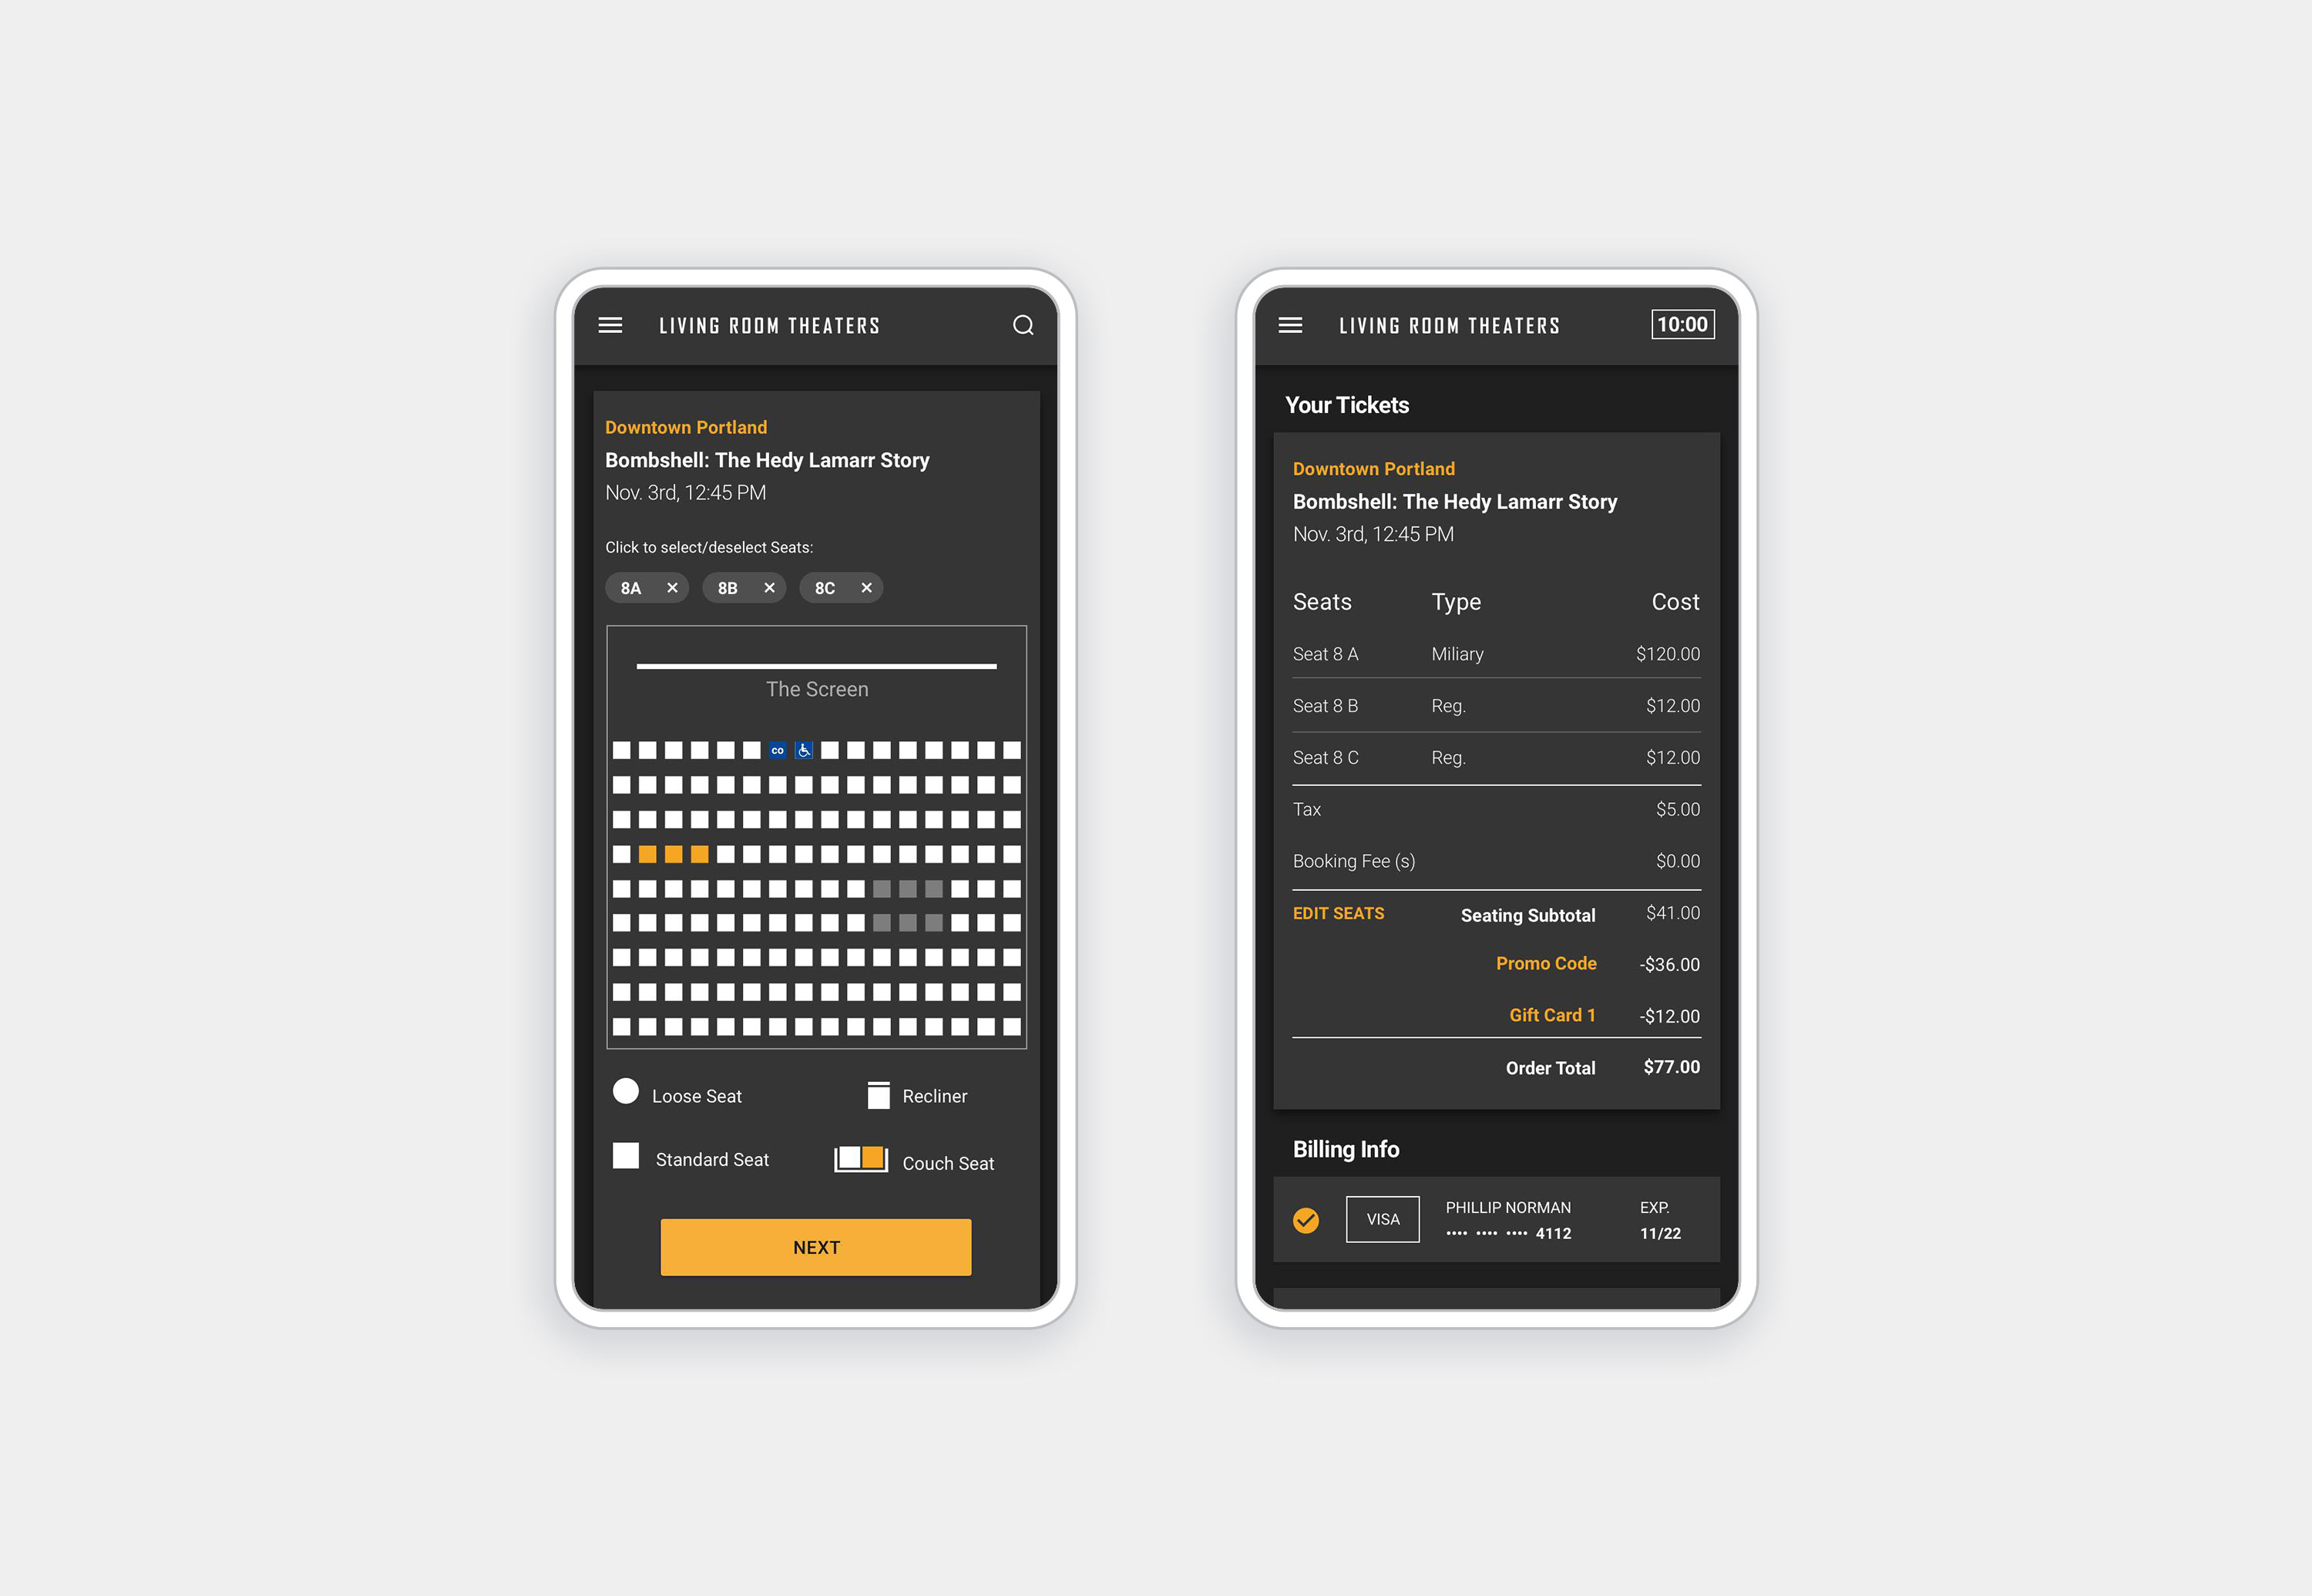 LIVING ROOM THEATERS
Downtown Portland
Bombshell: The Hedy Lamarr Story
Nov. 3rd, 12:45 PM
Click to select/deselect Seats:
8A ✕ 8B ✕ 8C ✕
The Screen
CO
Loose Seat Recliner
Standard Seat Couch Seat
NEXT
LIVING ROOM THEATERS 10:00
Your Tickets
Downtown Portland
Bombshell: The Hedy Lamarr Story
Nov. 3rd, 12:45 PM
Seats Type Cost
Seat 8 A Miliary $120.00
Seat 8 B Reg. $12.00
Seat 8 C Reg. $12.00
Tax $5.00
Booking Fee (s) $0.00
EDIT SEATS Seating Subtotal $41.00
Promo Code -$36.00
Gift Card 1 -$12.00
Order Total $77.00
Billing Info
VISA PHILLIP NORMAN EXP.
•••• •••• •••• 4112 11/22